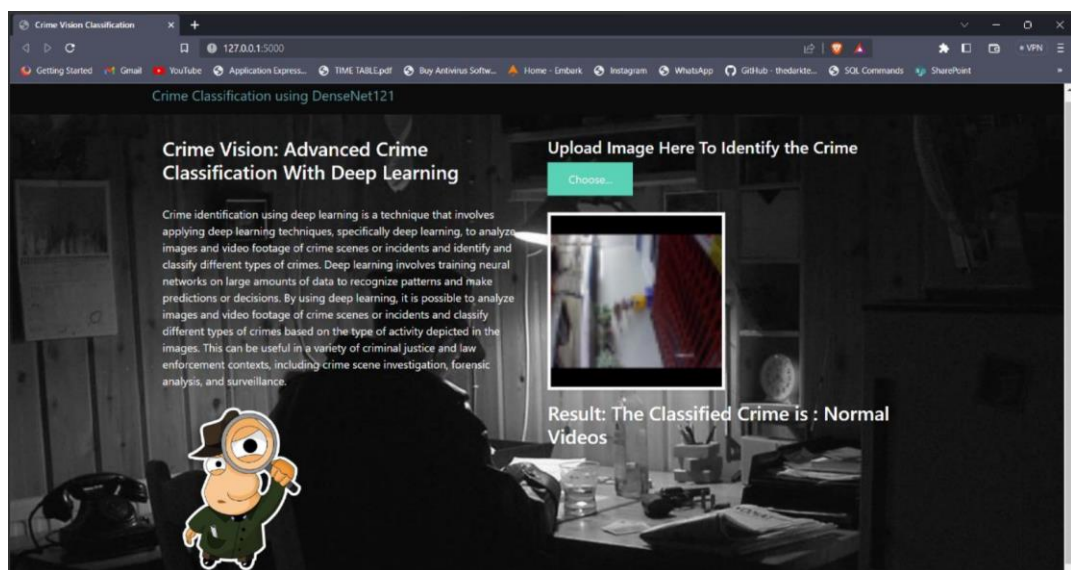 Crime Vision Classification
127.0.0.1:5000
VPN
Getting Started Gmail YouTube Application Express... TIME TABLE.pdf Buy Antivirus Softw... Home - Embark Instagram WhatsApp GitHub - thedarkte... SQL Commands SharePoint
Crime Classification using DenseNet121
Crime Vision: Advanced Crime
Classification With Deep Learning
Crime identification using deep learning is a technique that involves
applying deep learning techniques, specifically deep learning, to analyze
images and video footage of crime scenes or incidents and identify and
classify different types of crimes. Deep learning involves training neural
networks on large amounts of data to recognize patterns and make
predictions or decisions. By using deep learning, it is possible to analyze
images and video footage of crime scenes or incidents and classify
different types of crimes based on the type of activity depicted in the
images. This can be useful in a variety of criminal justice and law
enforcement contexts, including crime scene investigation, forensic
analysis, and surveillance.
Upload Image Here To Identify the Crime
Choose...
Result: The Classified Crime is : Normal
Videos